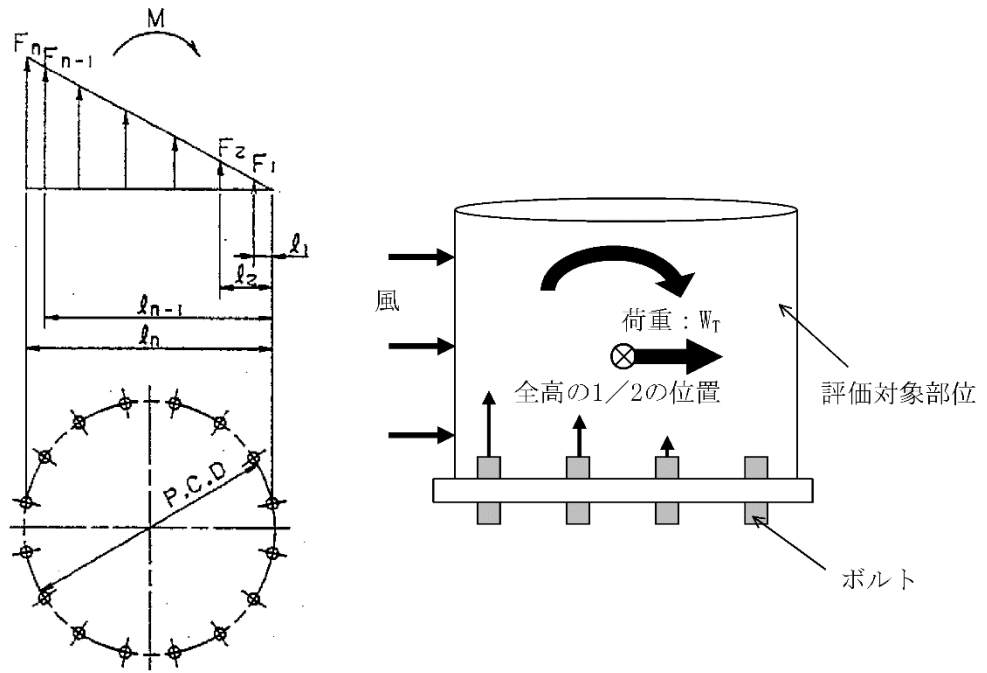 M
Fn
Fn-1
F2
F1
ℓ1
ℓ2
ℓn-1
ℓn
P.C.D
風
荷重：WT
全高の1／2の位置
評価対象部位
ボルト